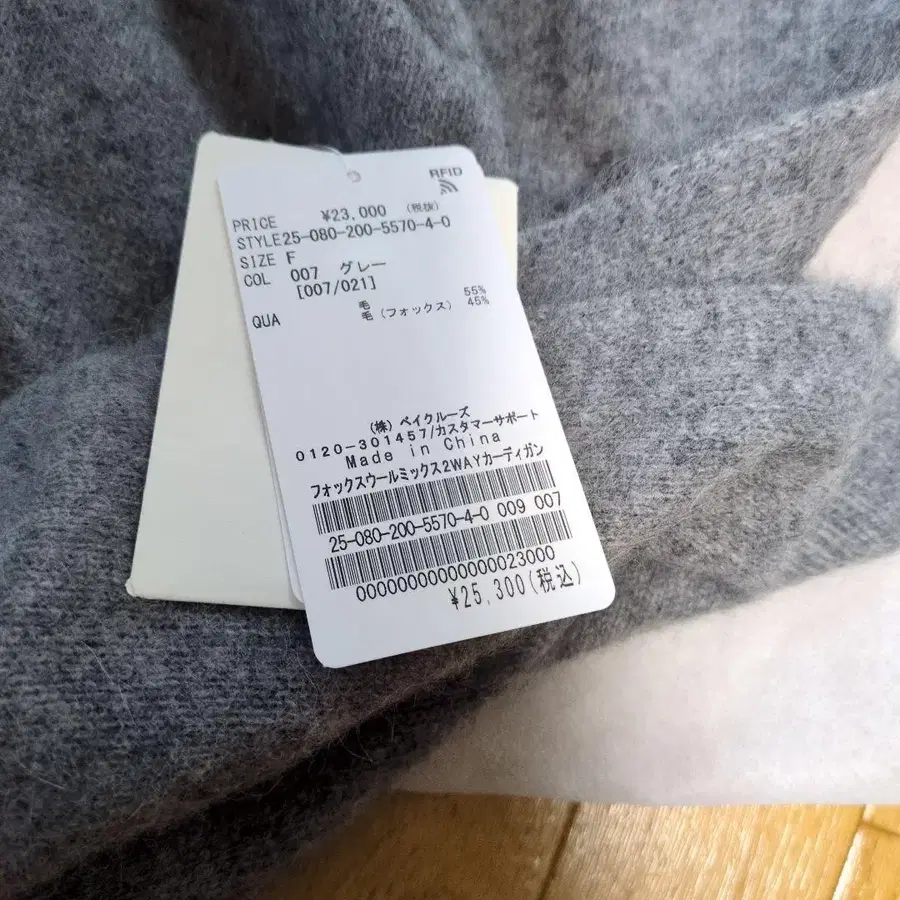 RFID
PRICE ¥23,000 (税抜)
STYLE 25-080-200-5570-4-0
SIZE F
COL 007 グレー
[007/021]
QUA 毛 55%
毛 (フォックス) 45%
(株) ベイクルーズ
0120-301457/カスタマーサポート
Made in China
フォックスウールミックス2WAYカーディガン
25-080-200-5570-4-0 009 007
00000000000000023000
¥25,300(税込)